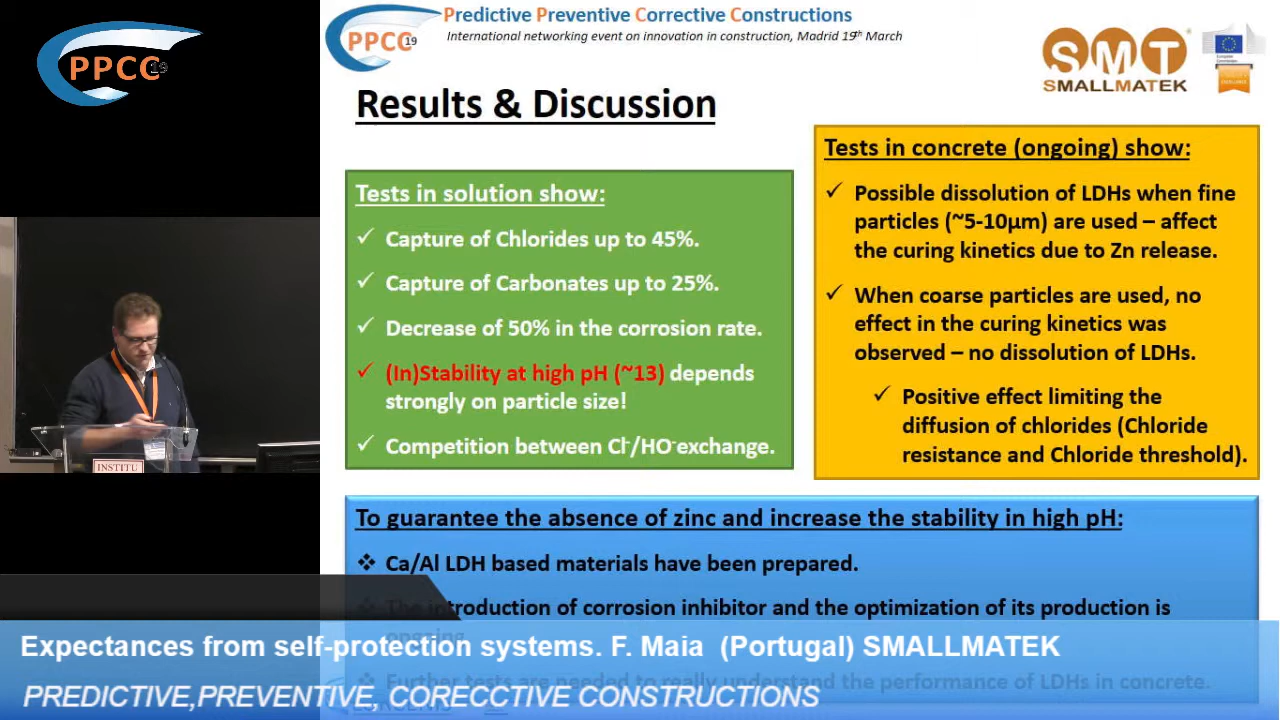 PPCC
19
PPCC 19
Predictive Preventive Corrective Constructions
International networking event on innovation in construction, Madrid 19th March
SMT
®
SMALLMATEK
Results & Discussion
Tests in solution show:
✓ Capture of Chlorides up to 45%.
✓ Capture of Carbonates up to 25%.
✓ Decrease of 50% in the corrosion rate.
✓ (In)Stability at high pH (~13) depends
strongly on particle size!
✓ Competition between Cl⁻/HO⁻exchange.
Tests in concrete (ongoing) show:
✓ Possible dissolution of LDHs when fine
particles (~5-10µm) are used – affect
the curing kinetics due to Zn release.
✓ When coarse particles are used, no
effect in the curing kinetics was
observed – no dissolution of LDHs.
✓ Positive effect limiting the
diffusion of chlorides (Chloride
resistance and Chloride threshold).
To guarantee the absence of zinc and increase the stability in high pH:
❖ Ca/Al LDH based materials have been prepared.
❖ The introduction of corrosion inhibitor and the optimization of its production is
ongoing.
❖ Further tests are needed to really understand the performance of LDHs in concrete.
INSTITU
Expectances from self-protection systems. F. Maia (Portugal) SMALLMATEK
PREDICTIVE,PREVENTIVE, CORECCTIVE CONSTRUCTIONS